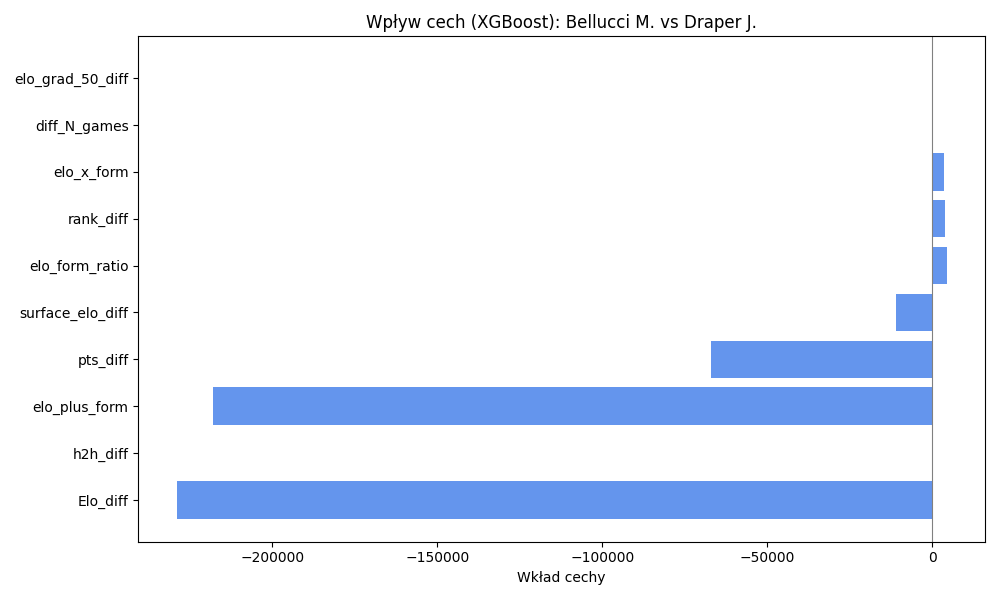 Wpływ cech (XGBoost): Bellucci M. vs Draper J.
elo_grad_50_diff
diff_N_games
elo_x_form
rank_diff
elo_form_ratio
surface_elo_diff
pts_diff
elo_plus_form
h2h_diff
Elo_diff
−200000 −150000 −100000 −50000 0
Wkład cechy